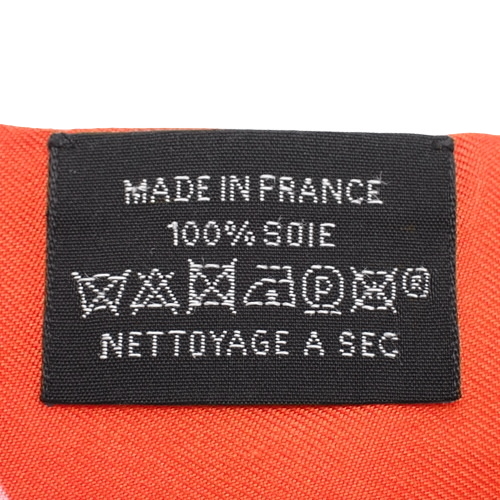 MADE IN FRANCE
100% SOIE
P ®
NETTOYAGE A SEC